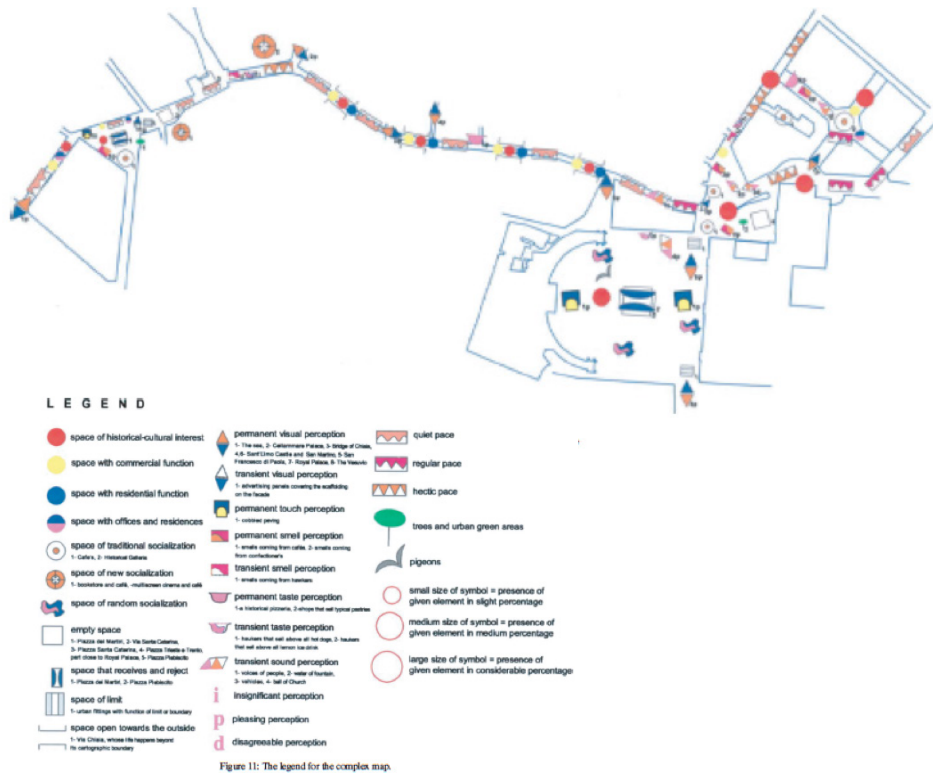 LEGEND
space of historical-cultural interest
space with commercial function
space with residential function
space with offices and residences
space of traditional socialization
1- Cafe's, 2- Historical Galleria
space of new socialization
1- bookstore and café, -multiscreen cinema and café
space of random socialization
empty space
1- Piazza dei Martiri, 2- Via Santa Caterina,
3- Piazza Santa Caterina, 4- Piazza Trieste e Trento,
part close to Royal Palace, 5- Piazza Plebiscito
space that receives and reject
1- Piazza dei Martiri, 2- Piazza Plebiscito
space of limit
1- urban fittings with function of limit or boundary
space open towards the outside
1- Via Chiaia, whose life happens beyond
its cartographic boundary
permanent visual perception
1- The sea, 2- Cellammare Palace, 3- Bridge of Chiaia,
4,6- Sant'Elmo Castle and San Martino, 5- San
Francesco di Paola, 7- Royal Palace, 8- The Vesuvio
transient visual perception
1- advertising panels covering the scaffolding
on the facade
permanent touch perception
1- cobbled paving
permanent smell perception
1- smells coming from cafés, 2- smells coming
from confectioner's
transient smell perception
1- smells coming from hawkers
permanent taste perception
1-a historical pizzeria, 2-shops that sell typical pastries
transient taste perception
1- haukers that sell above all hot dogs, 2- haukers
that sell above all lemon ice drink
transient sound perception
1- voices of people, 2- water of fountain,
3- vehicles, 4- bell of Church
i insignificant perception
p pleasing perception
d disagreeable perception
quiet pace
regular pace
hectic pace
trees and urban green areas
pigeons
small size of symbol = presence of
given element in slight percentage
medium size of symbol = presence of
given element in medium percentage
large size of symbol = presence of
given element in considerable percentage
Figure 11: The legend for the complex map.